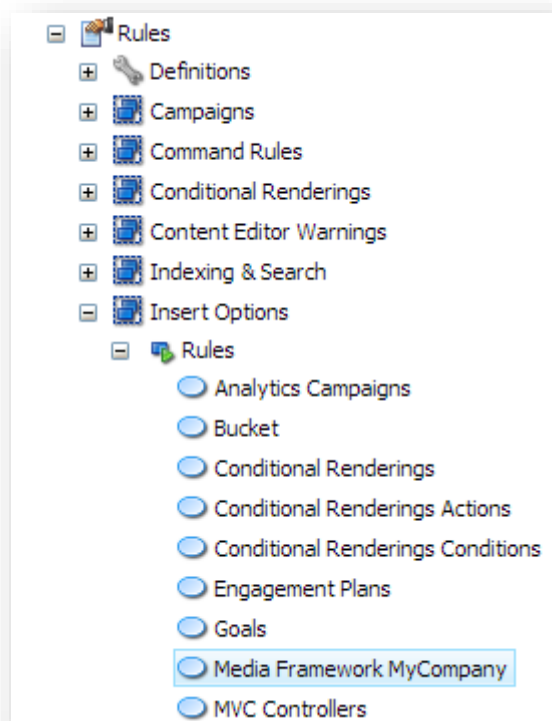 Rules
Definitions
Campaigns
Command Rules
Conditional Renderings
Content Editor Warnings
Indexing & Search
Insert Options
Rules
Analytics Campaigns
Bucket
Conditional Renderings
Conditional Renderings Actions
Conditional Renderings Conditions
Engagement Plans
Goals
Media Framework MyCompany
MVC Controllers